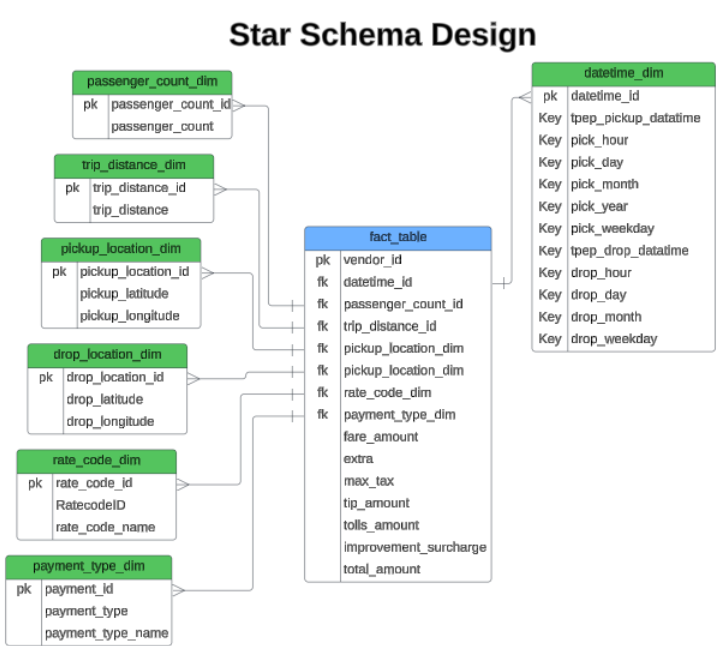 Star Schema Design
passenger_count_dim
pk passenger_count_id
passenger_count
trip_distance_dim
pk trip_distance_id
trip_distance
pickup_location_dim
pk pickup_location_id
pickup_latitude
pickup_longitude
drop_location_dim
pk drop_location_id
drop_latitude
drop_longitude
rate_code_dim
pk rate_code_id
RatecodeID
rate_code_name
payment_type_dim
pk payment_id
payment_type
payment_type_name
fact_table
pk vendor_id
fk datetime_id
fk passenger_count_id
fk trip_distance_id
fk pickup_location_dim
fk pickup_location_dim
fk rate_code_dim
fk payment_type_dim
fare_amount
extra
max_tax
tip_amount
tolls_amount
improvement_surcharge
total_amount
datetime_dim
pk datetime_id
Key tpep_pickup_datatime
Key pick_hour
Key pick_day
Key pick_month
Key pick_year
Key pick_weekday
Key tpep_drop_datatime
Key drop_hour
Key drop_day
Key drop_month
Key drop_weekday